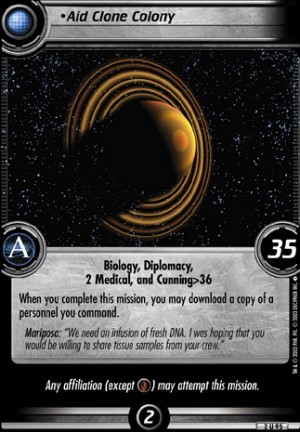 •Aid Clone Colony
A
35
Biology, Diplomacy,
2 Medical, and Cunning>36
When you complete this mission, you may download a copy of a
personnel you command.
Mariposa: "We need an infusion of fresh DNA. I was hoping that you
would be willing to share tissue samples from your crew."
Any affiliation (except ) may attempt this mission.
2
2 U 95